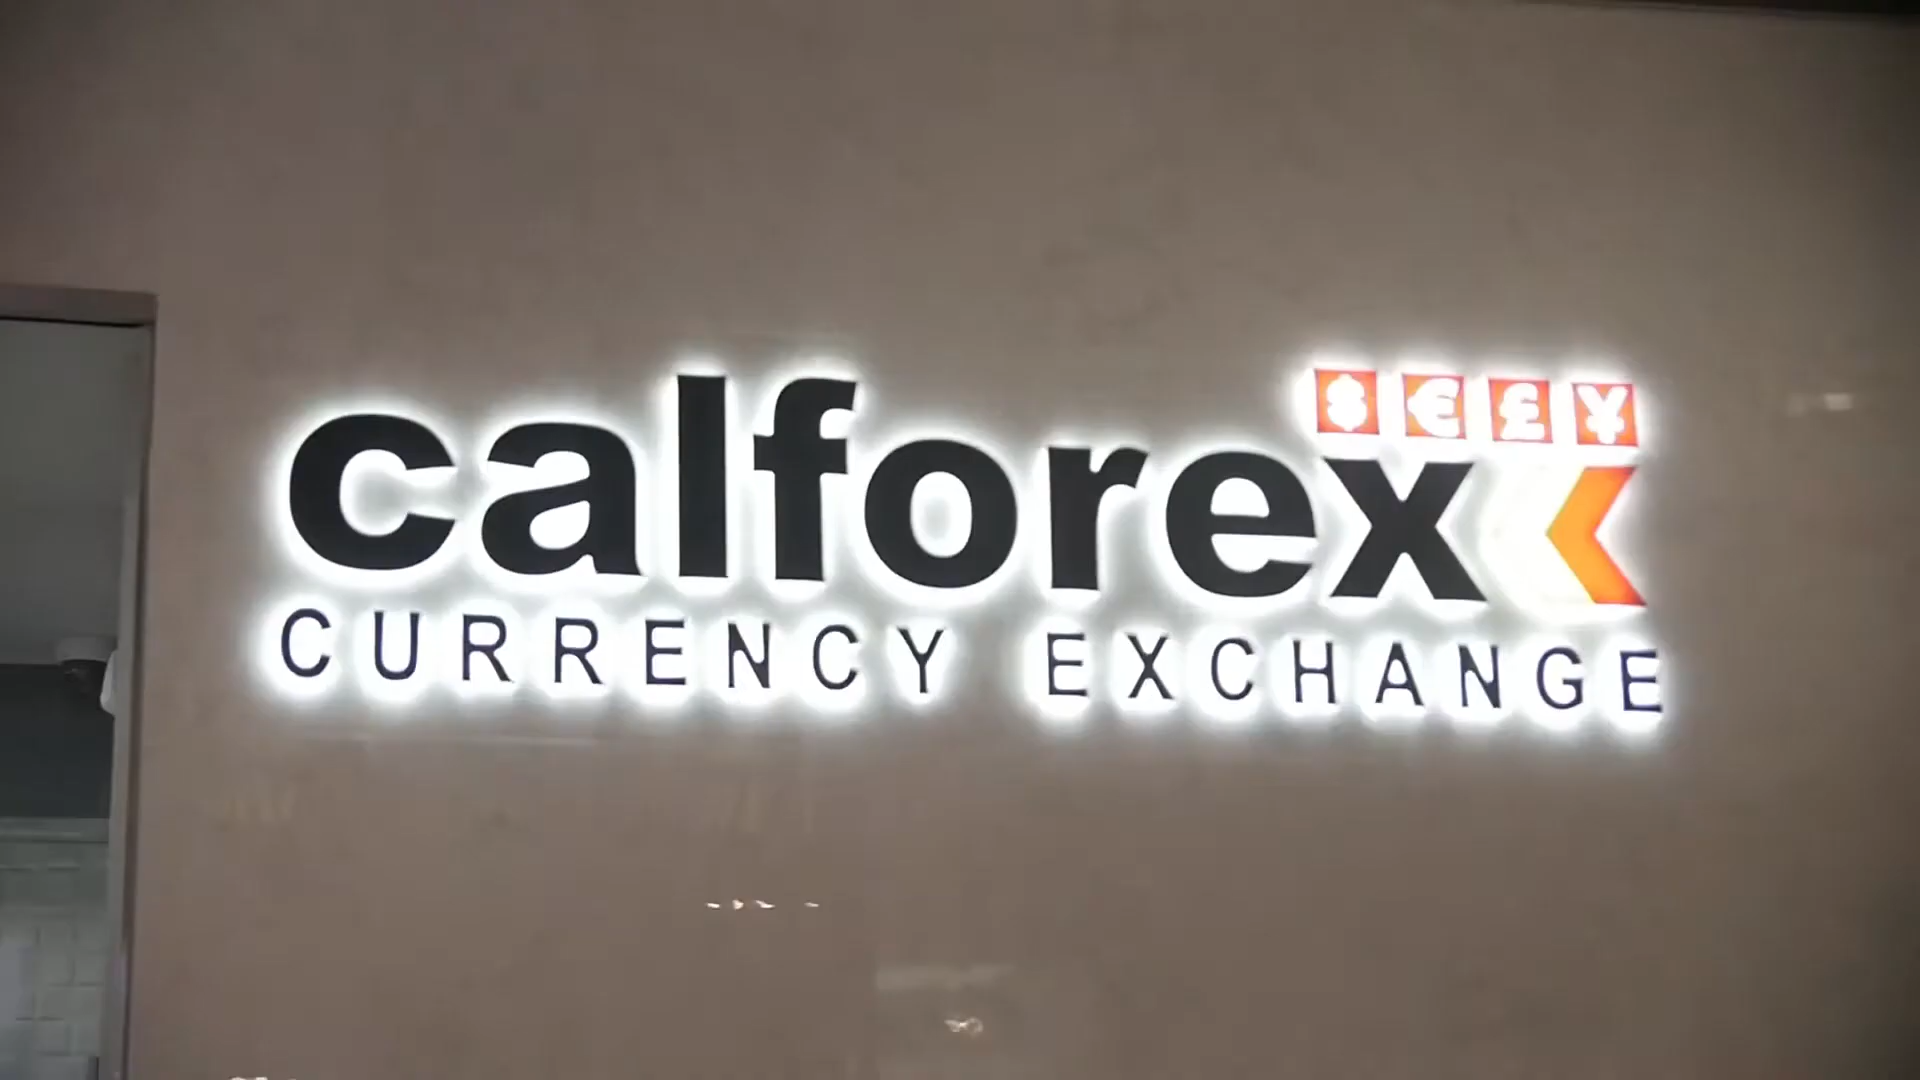 $ € £ ¥
calforex
CURRENCY EXCHANGE